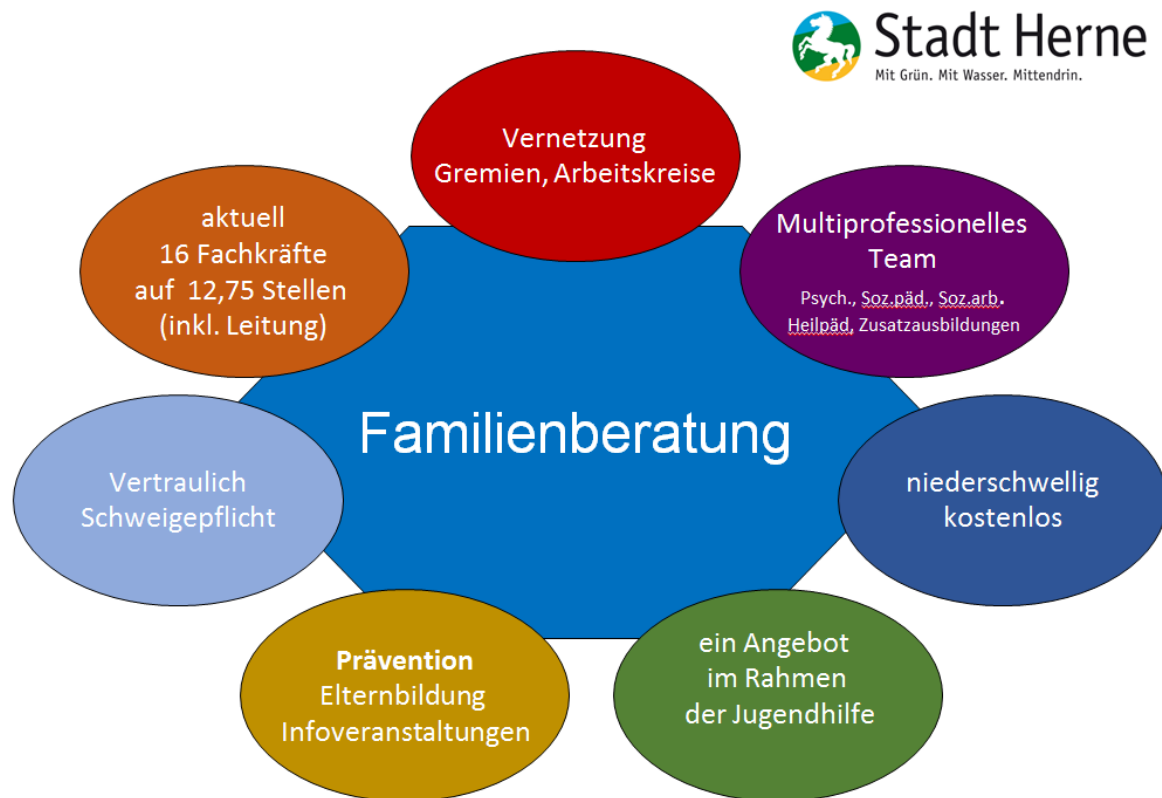 Stadt Herne
Mit Grün. Mit Wasser. Mittendrin.
Vernetzung
Gremien, Arbeitskreise
aktuell
16 Fachkräfte
auf 12,75 Stellen
(inkl. Leitung)
Multiprofessionelles
Team
Psych., Soz.päd., Soz.arb.
Heilpäd, Zusatzausbildungen
Familienberatung
Vertraulich
Schweigepflicht
niederschwellig
kostenlos
Prävention
Elternbildung
Infoveranstaltungen
ein Angebot
im Rahmen
der Jugendhilfe